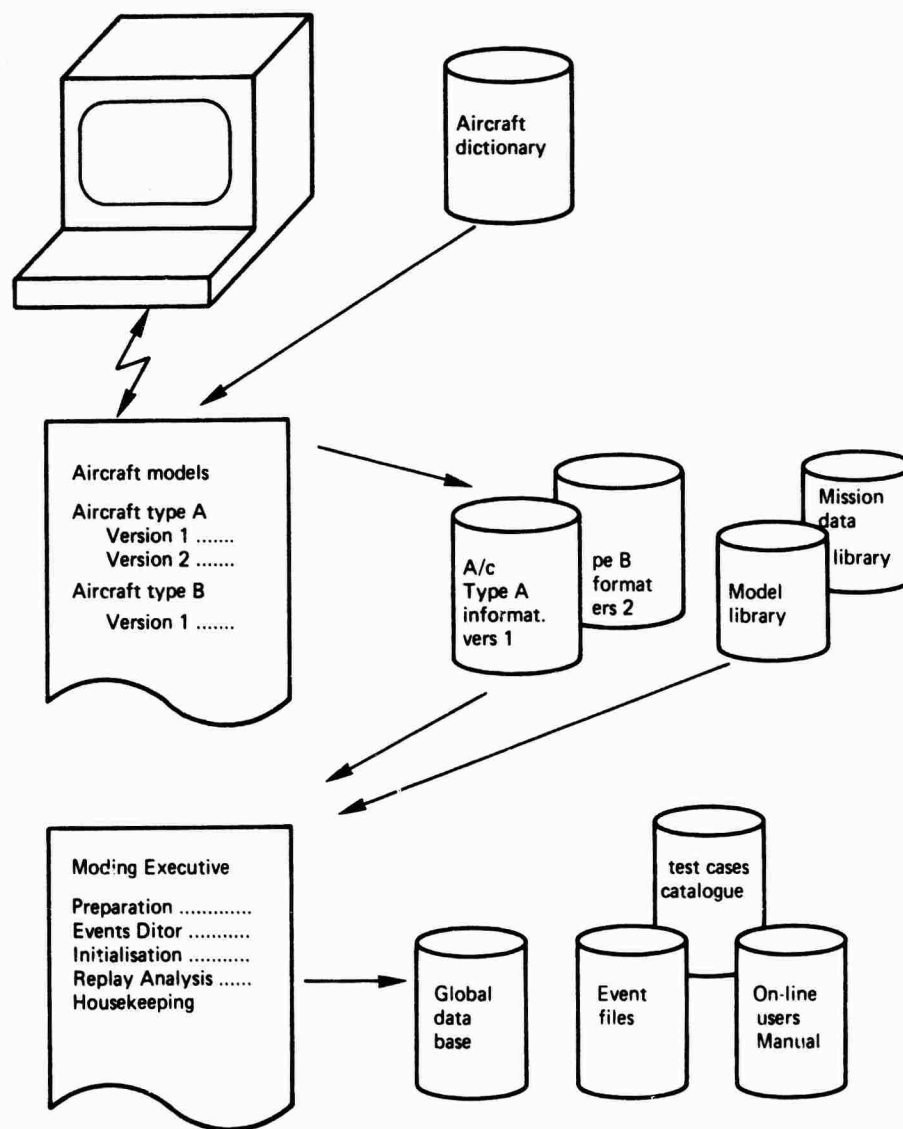 Aircraft
dictionary
Aircraft models
Aircraft type A
Version 1 .......
Version 2 .......
Aircraft type B
Version 1 .......
A/c
Type A
informat.
vers 1
pe B
format
ers 2
Mission
data
library
Model
library
Moding Executive
Preparation .............
Events Ditor ...........
Initialisation ...........
Replay Analysis ......
Housekeeping
Global
data
base
test cases
catalogue
Event
files
On-line
users
Manual